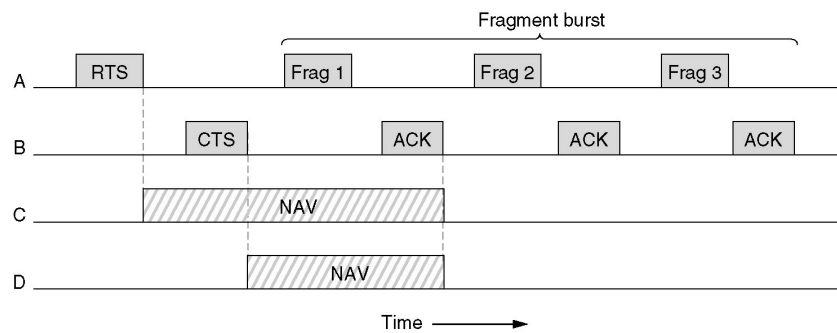 Fragment burst
A RTS Frag 1 Frag 2 Frag 3
B CTS ACK ACK ACK
C NAV
D NAV
Time